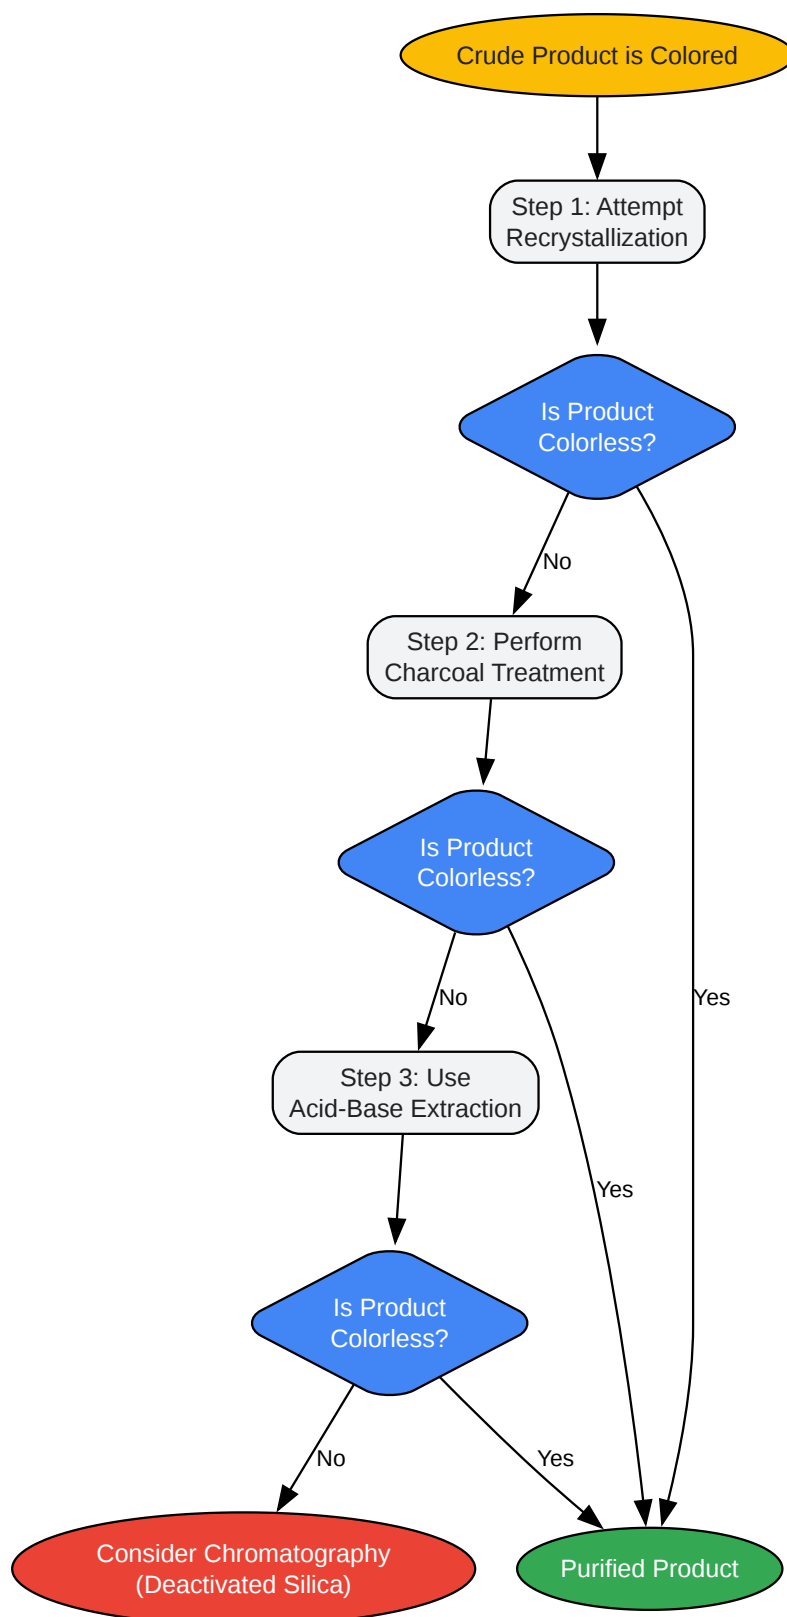 Crude Product is Colored
Step 1: Attempt
Recrystallization
Is Product
Colorless?
No
Step 2: Perform
Charcoal Treatment
Is Product
Colorless?
No
Yes
Step 3: Use
Acid-Base Extraction
Yes
Is Product
Colorless?
No
Yes
Consider Chromatography
(Deactivated Silica)
Purified Product